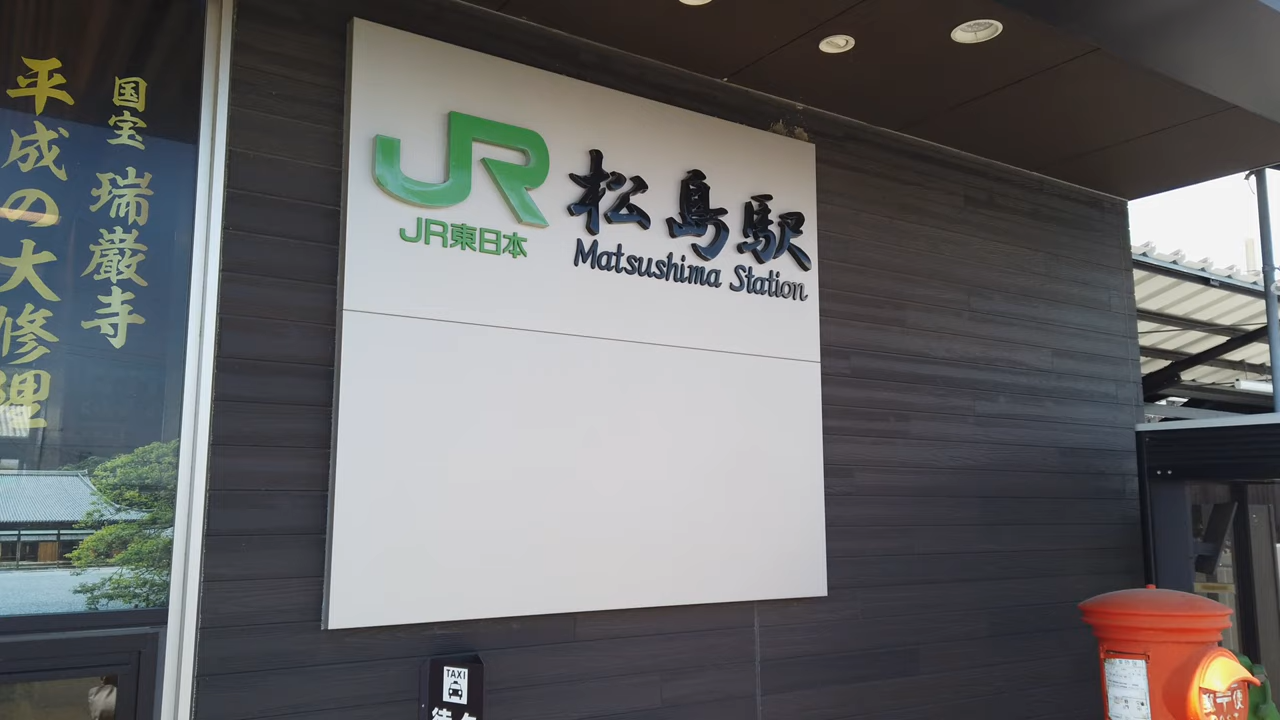 国宝 瑞巌寺
平成の大修理
JR
JR東日本
松島駅
Matsushima Station
TAXI